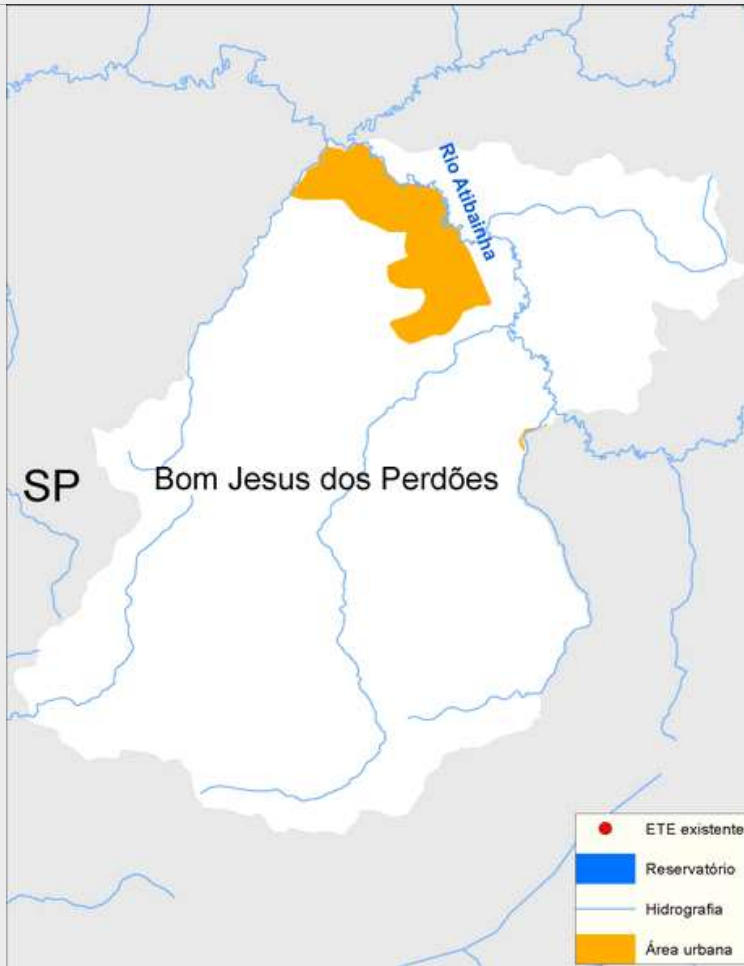 Rio Atibainha
SP
Bom Jesus dos Perdões
ETE existente
Reservatório
Hidrografia
Área urbana